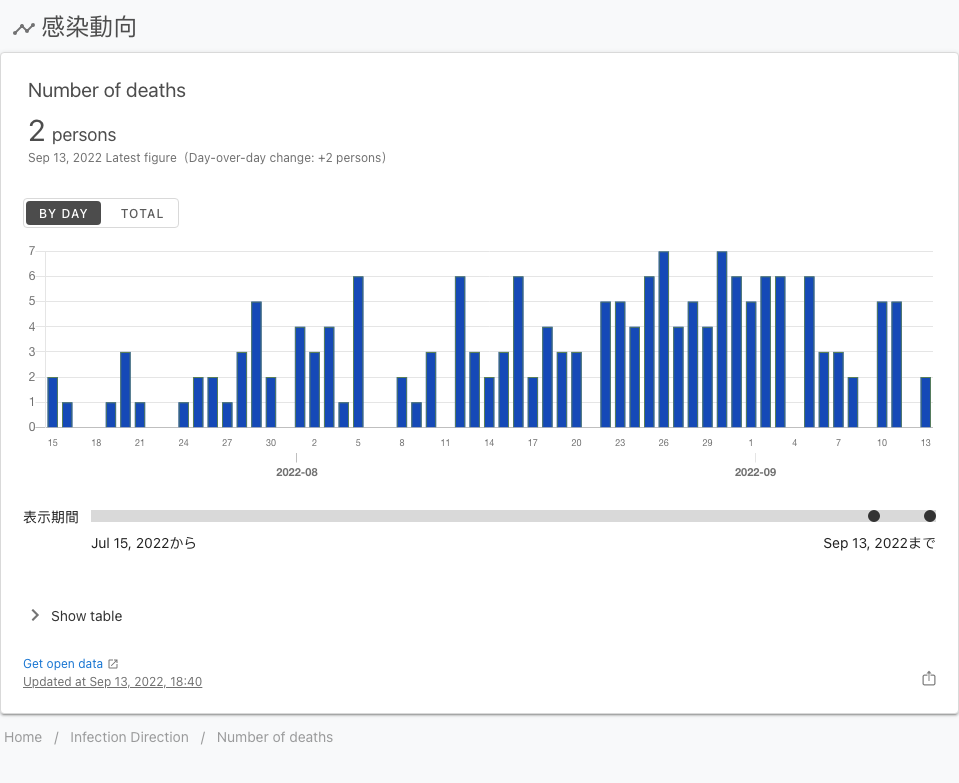 感染動向
Number of deaths
2 persons
Sep 13, 2022 Latest figure (Day-over-day change: +2 persons)
BY DAY TOTAL
7
6
5
4
3
2
1
0
15 18 21 24 27 30 2 5 8 11 14 17 20 23 26 29 1 4 7 10 13
2022-08 2022-09
表示期間
Jul 15, 2022から Sep 13, 2022まで
Show table
Get open data
Updated at Sep 13, 2022, 18:40
Home / Infection Direction / Number of deaths